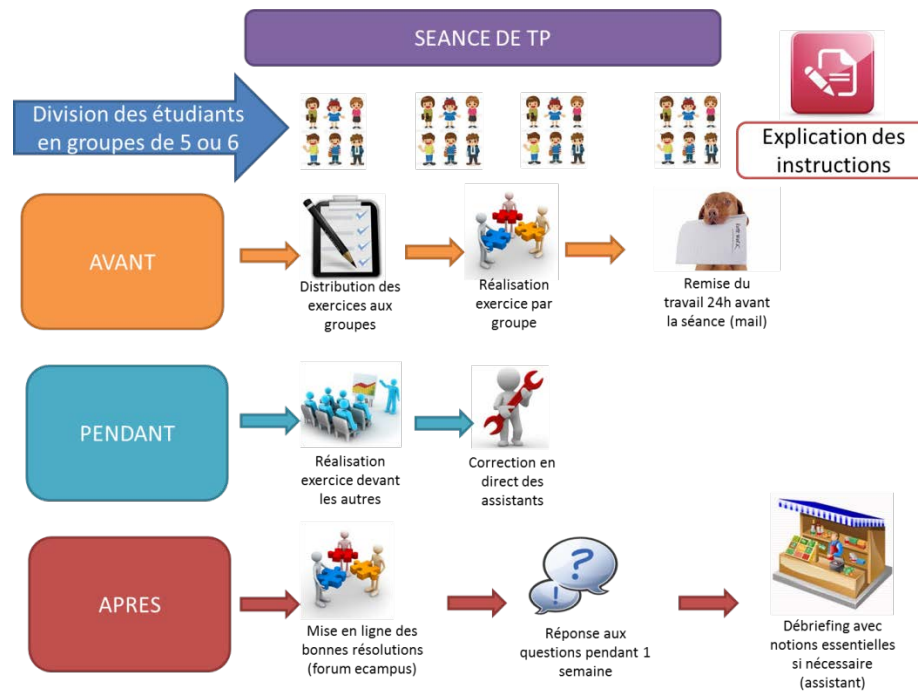 SEANCE DE TP
Division des étudiants
en groupes de 5 ou 6
Explication des
instructions
AVANT
Distribution des
exercices aux
groupes
Réalisation
exercice par
groupe
Remise du
travail 24h avant
la séance (mail)
PENDANT
Réalisation
exercice devant
les autres
Correction en
direct des
assistants
APRES
Mise en ligne des
bonnes résolutions
(forum ecampus)
Réponse aux
questions pendant 1
semaine
Débriefing avec
notions essentielles
si nécessaire
(assistant)